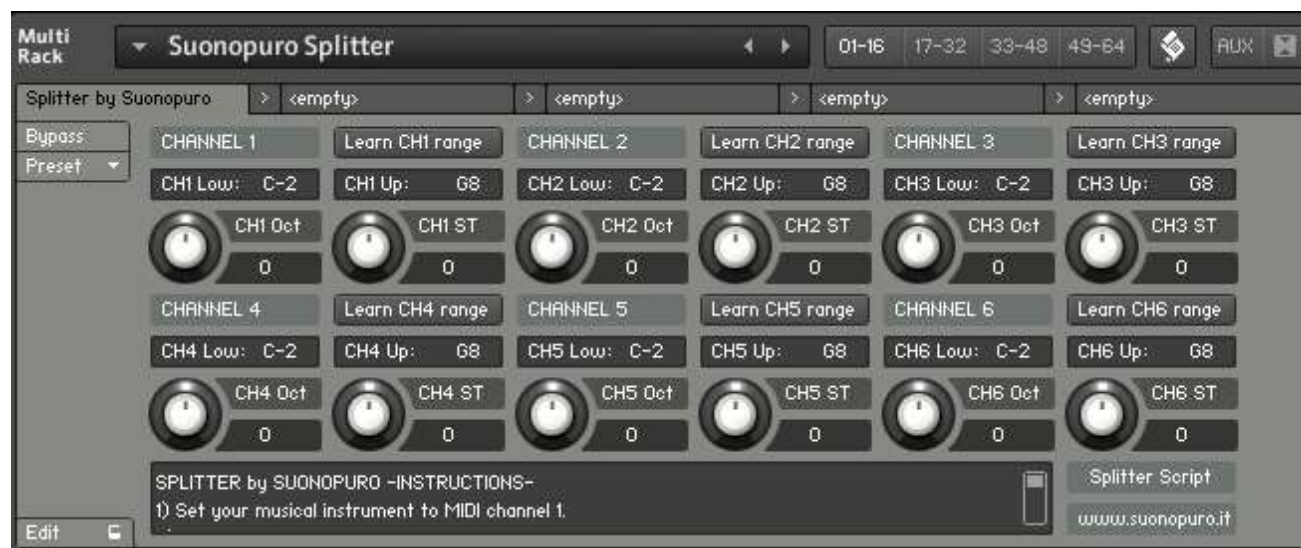 Multi Rack
Suonopuro Splitter
01-16 17-32 33-48 49-64 AUX
Splitter by Suonopuro > <empty> > <empty> > <empty> > <empty>
Bypass
Preset
CHANNEL 1 Learn CH1 range CHANNEL 2 Learn CH2 range CHANNEL 3 Learn CH3 range
CH1 Low: C-2 CH1 Up: G8 CH2 Low: C-2 CH2 Up: G8 CH3 Low: C-2 CH3 Up: G8
CH1 Oct CH1 ST CH2 Oct CH2 ST CH3 Oct CH3 ST
0 0 0 0 0 0
CHANNEL 4 Learn CH4 range CHANNEL 5 Learn CH5 range CHANNEL 6 Learn CH6 range
CH4 Low: C-2 CH4 Up: G8 CH5 Low: C-2 CH5 Up: G8 CH6 Low: C-2 CH6 Up: G8
CH4 Oct CH4 ST CH5 Oct CH5 ST CH6 Oct CH6 ST
0 0 0 0 0 0
SPLITTER by SUONOPURO -INSTRUCTIONS-
1) Set your musical instrument to MIDI channel 1.
Splitter Script
www.suonopuro.it
Edit